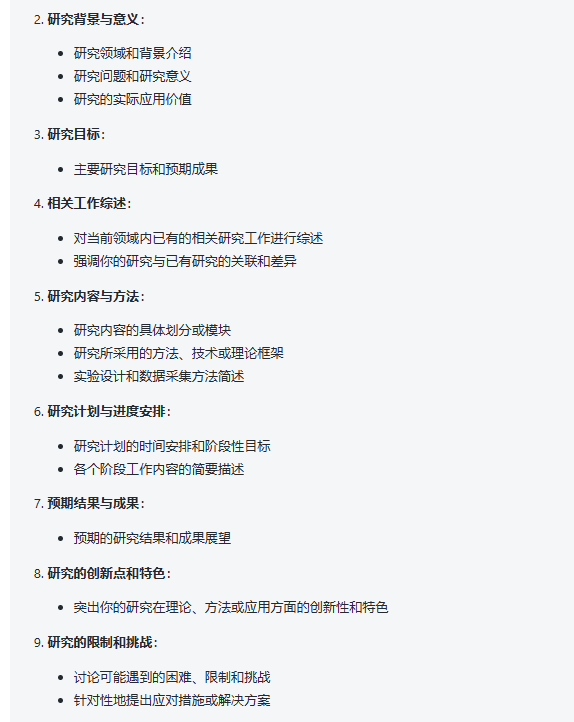 2. 研究背景与意义：
• 研究领域和背景介绍
• 研究问题和研究意义
• 研究的实际应用价值
3. 研究目标：
• 主要研究目标和预期成果
4. 相关工作综述：
• 对当前领域内已有的相关研究工作进行综述
• 强调你的研究与已有研究的关联和差异
5. 研究内容与方法：
• 研究内容的具体划分或模块
• 研究所采用的方法、技术或理论框架
• 实验设计和数据采集方法简述
6. 研究计划与进度安排：
• 研究计划的时间安排和阶段性目标
• 各个阶段工作内容的简要描述
7. 预期结果与成果：
• 预期的研究结果和成果展望
8. 研究的创新点和特色：
• 突出你的研究在理论、方法或应用方面的创新性和特色
9. 研究的限制和挑战：
• 讨论可能遇到的困难、限制和挑战
• 针对性地提出应对措施或解决方案